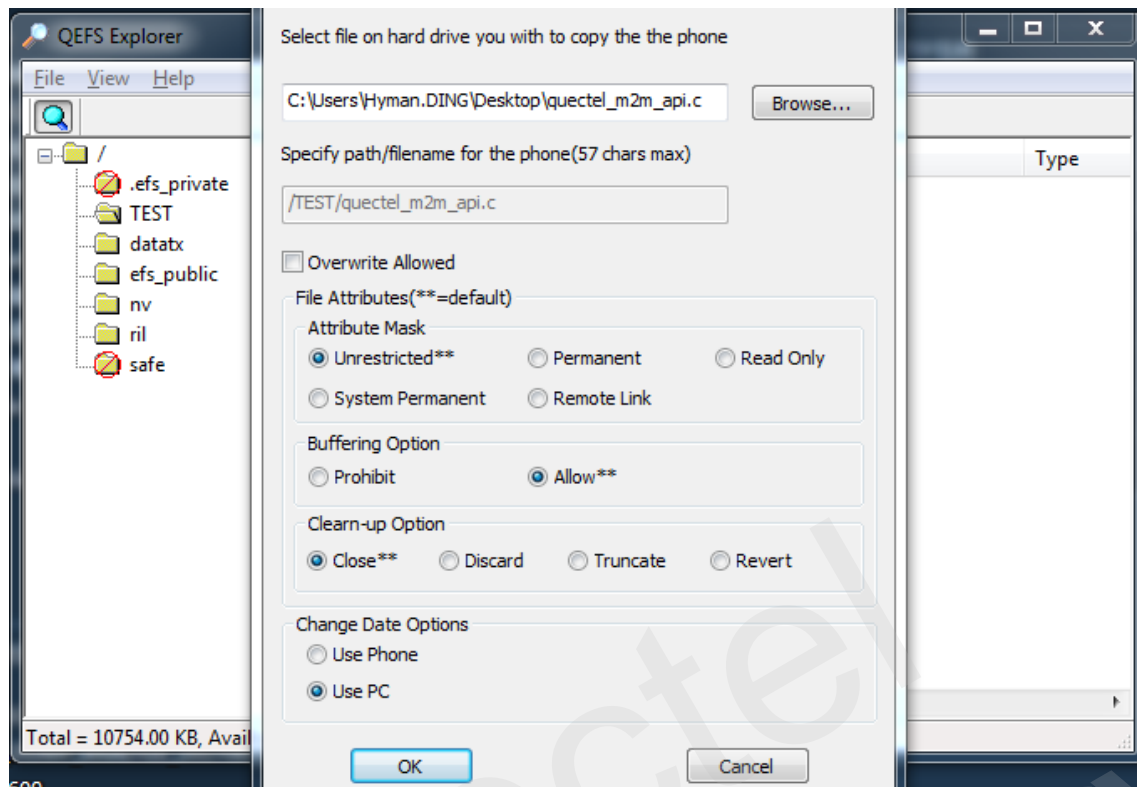 QEFS Explorer
File View Help
/
.efs_private
TEST
datatx
efs_public
nv
ril
safe
Total = 10754.00 KB, Avail
Select file on hard drive you with to copy the the phone
C:\Users\Hyman.DING\Desktop\quectel_m2m_api.c Browse...
Specify path/filename for the phone(57 chars max)
/TEST/quectel_m2m_api.c
Overwrite Allowed
File Attributes(**=default)
Attribute Mask
Unrestricted** Permanent Read Only
System Permanent Remote Link
Buffering Option
Prohibit Allow**
Clearn-up Option
Close** Discard Truncate Revert
Change Date Options
Use Phone
Use PC
OK Cancel
Type